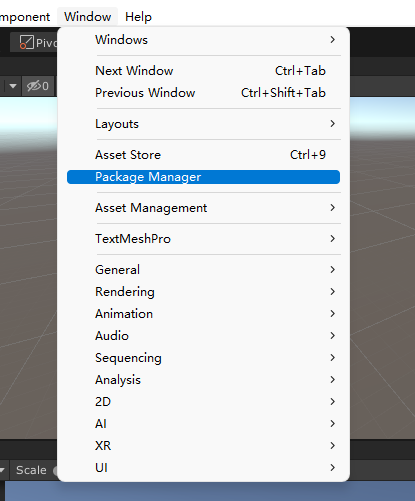 mponent Window Help
Pivo
0
Windows
Next Window Ctrl+Tab
Previous Window Ctrl+Shift+Tab
Layouts
Asset Store Ctrl+9
Package Manager
Asset Management
TextMeshPro
General
Rendering
Animation
Audio
Sequencing
Analysis
2D
AI
XR
UI
Scale